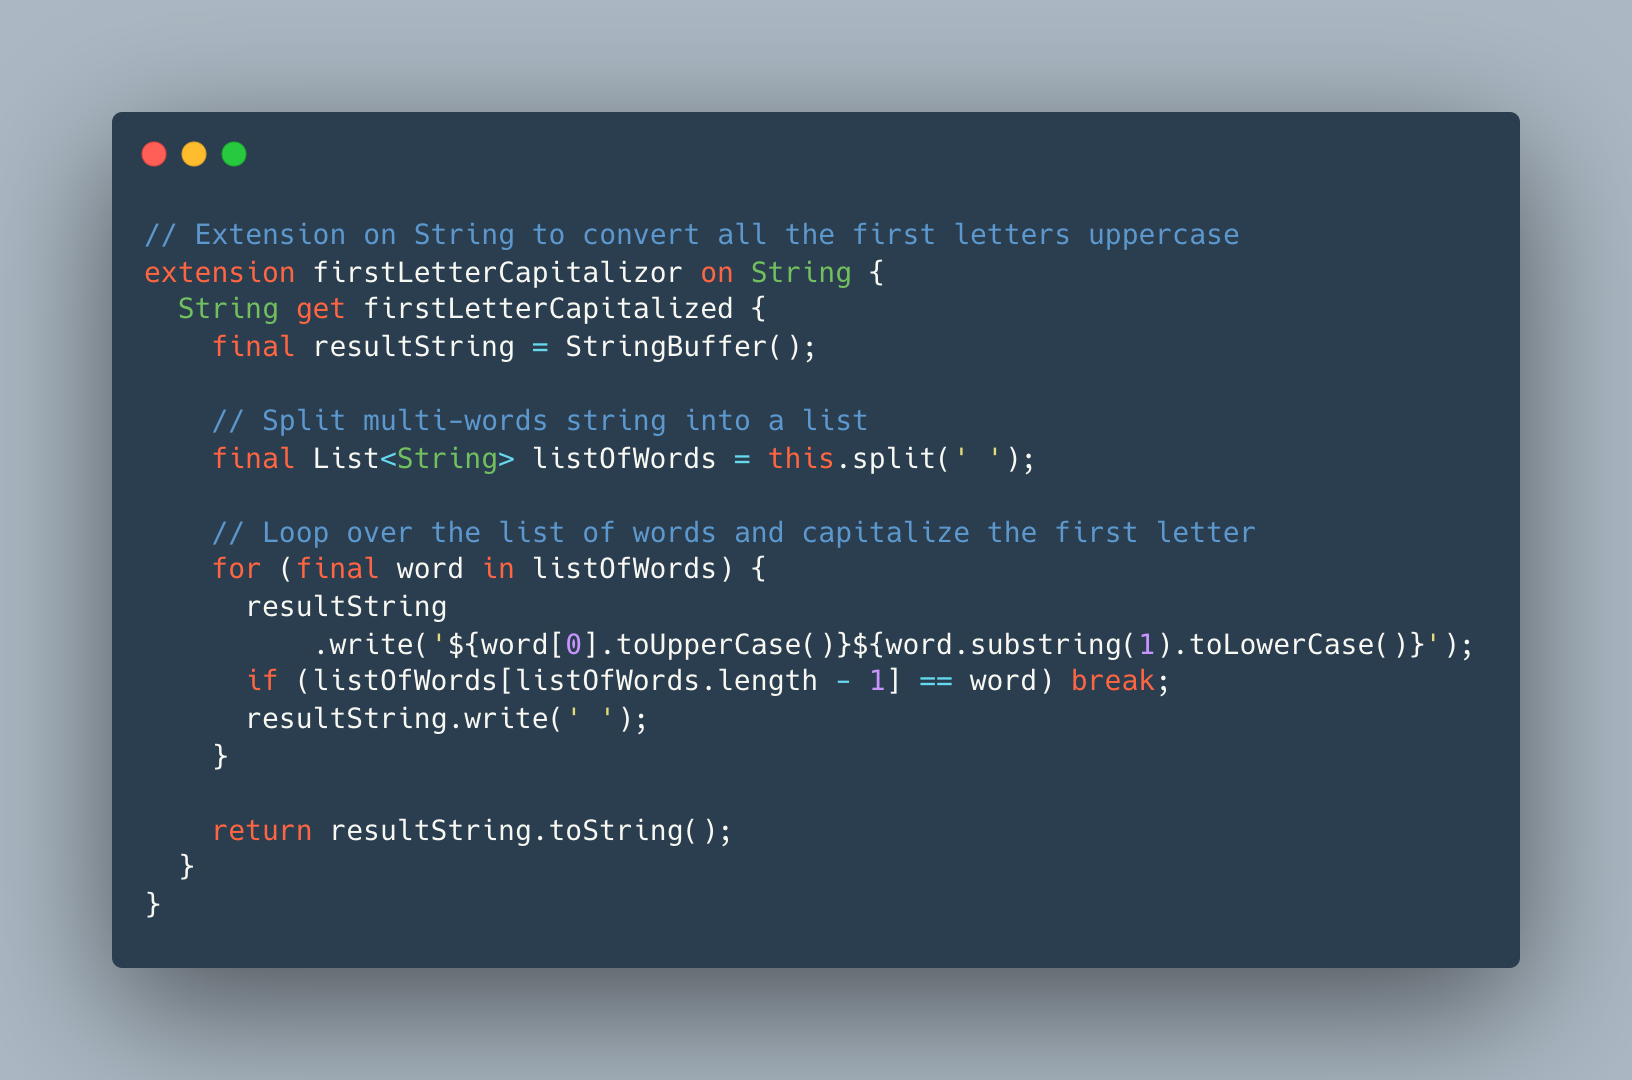 // Extension on String to convert all the first letters uppercase
extension firstLetterCapitalizor on String {
  String get firstLetterCapitalized {
    final resultString = StringBuffer();

    // Split multi-words string into a list
    final List<String> listOfWords = this.split(' ');

    // Loop over the list of words and capitalize the first letter
    for (final word in listOfWords) {
      resultString
          .write('${word[0].toUpperCase()}${word.substring(1).toLowerCase()}');
      if (listOfWords[listOfWords.length - 1] == word) break;
      resultString.write(' ');
    }

    return resultString.toString();
  }
}